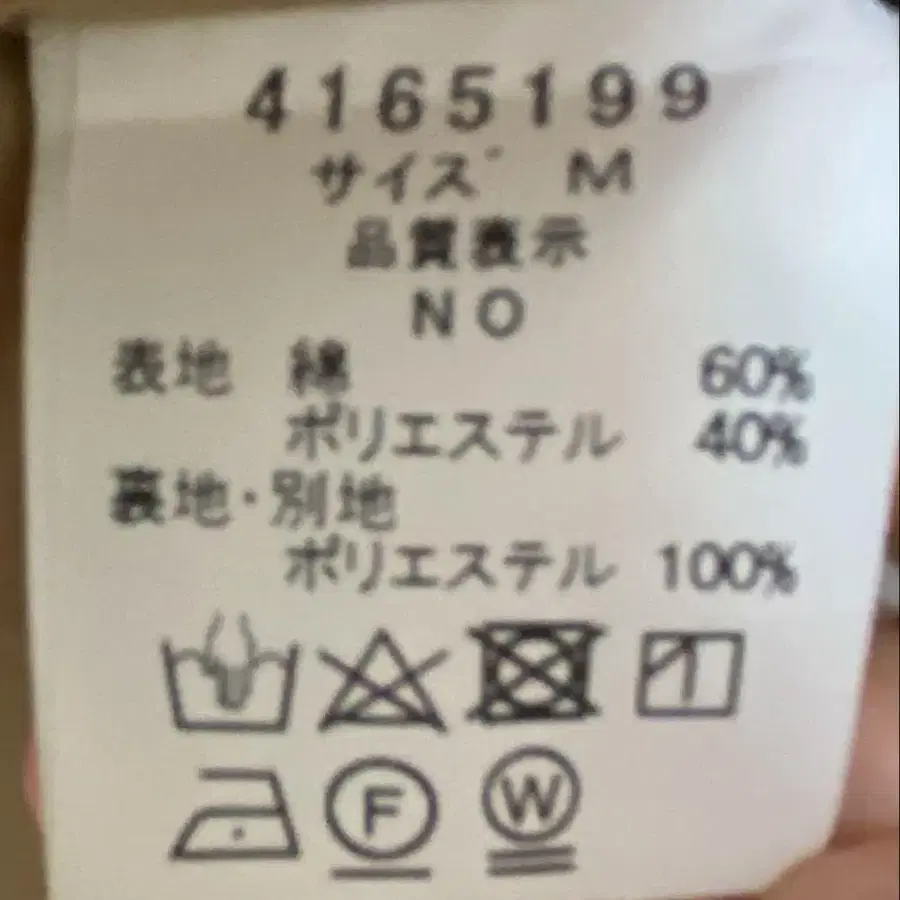 4165199
サイズ M
品質表示
NO
表地 綿 60%
ポリエステル 40%
裏地・別地
ポリエステル 100%
F W